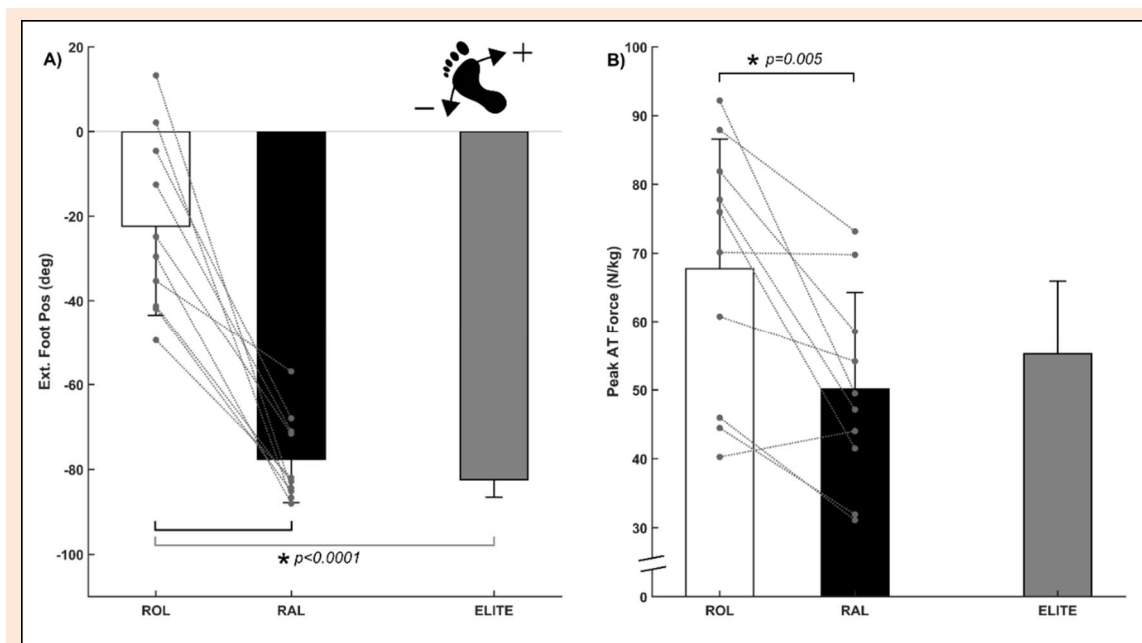 A)
20
0
-20
-40
-60
-80
-100
Ext. Foot Pos (deg)
+
−
* p<0.0001
ROL
RAL
ELITE
B)
100
90
80
70
60
50
40
30
0
Peak AT Force (N/kg)
* p=0.005
ROL
RAL
ELITE